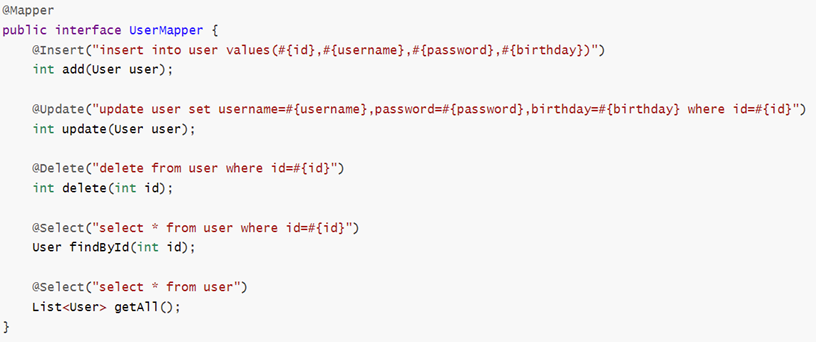 @Mapper
public interface UserMapper {
    @Insert("insert into user values(#{id},#{username},#{password},#{birthday})")
    int add(User user);

    @Update("update user set username=#{username},password=#{password},birthday=#{birthday} where id=#{id}")
    int update(User user);

    @Delete("delete from user where id=#{id}")
    int delete(int id);

    @Select("select * from user where id=#{id}")
    User findById(int id);

    @Select("select * from user")
    List<User> getAll();
}